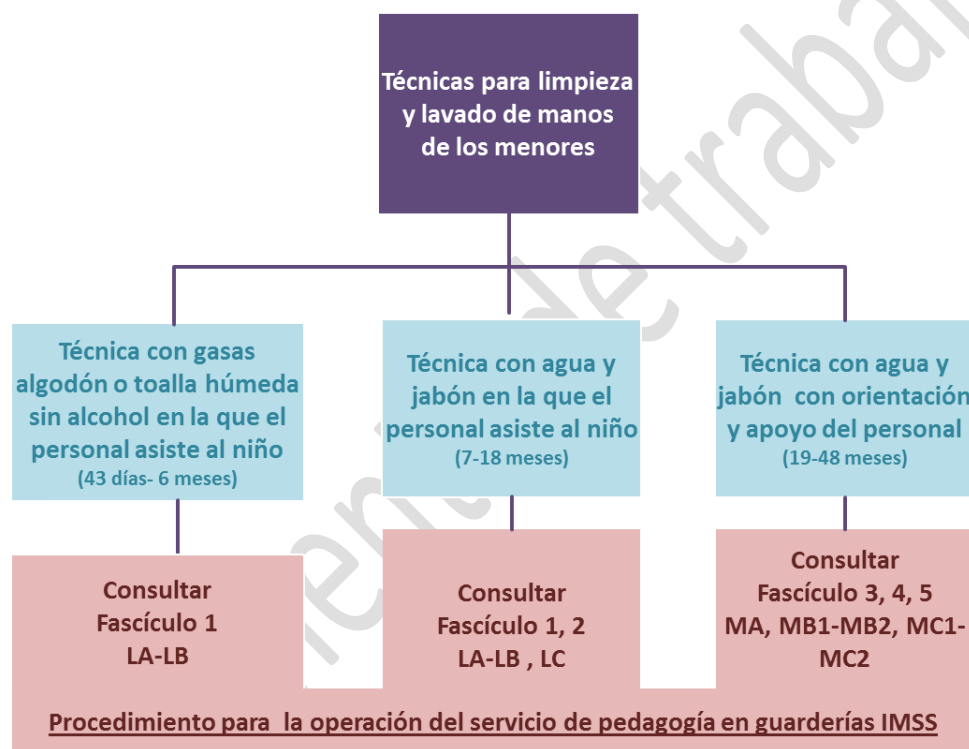 Técnicas para limpieza
y lavado de manos
de los menores
Técnica con gasas
algodón o toalla húmeda
sin alcohol en la que el
personal asiste al niño
(43 días- 6 meses)
Técnica con agua y
jabón en la que el
personal asiste al niño
(7-18 meses)
Técnica con agua y
jabón con orientación
y apoyo del personal
(19-48 meses)
Consultar
Fascículo 1
LA-LB
Consultar
Fascículo 1, 2
LA-LB , LC
Consultar
Fascículo 3, 4, 5
MA, MB1-MB2, MC1-
MC2
Procedimiento para la operación del servicio de pedagogía en guarderías IMSS
de trabaj